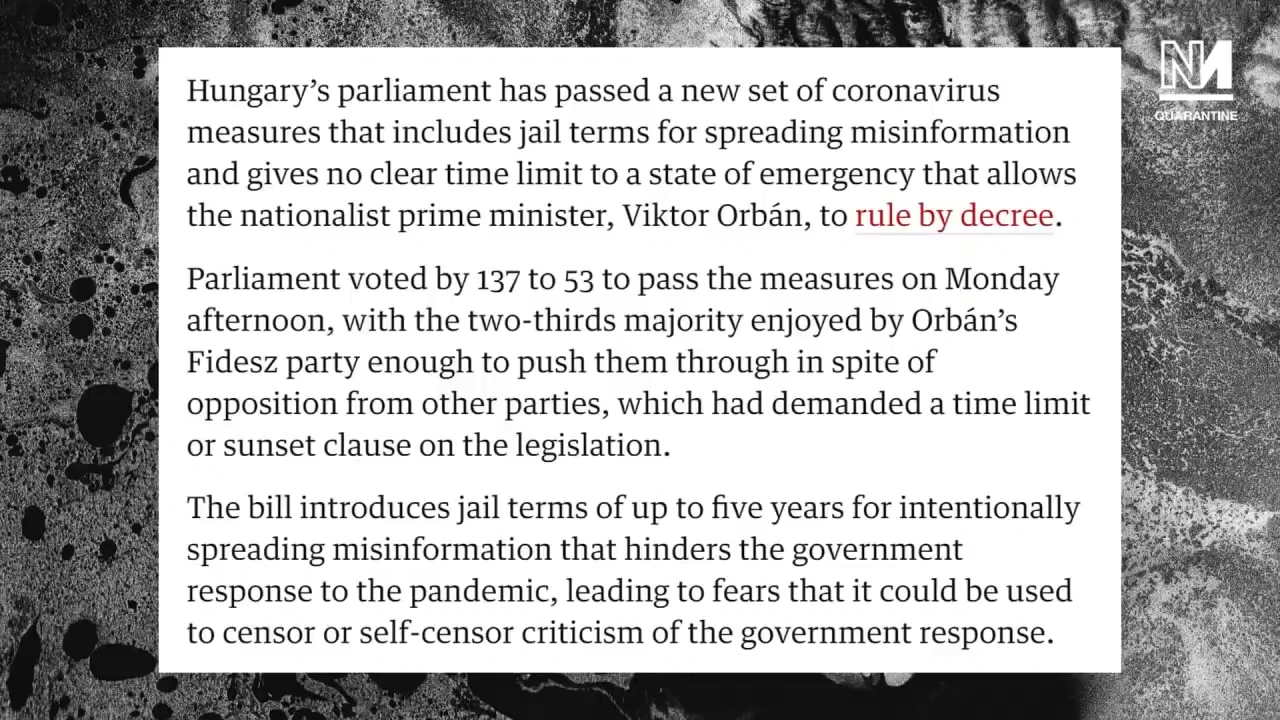 Hungary’s parliament has passed a new set of coronavirus
measures that includes jail terms for spreading misinformation
and gives no clear time limit to a state of emergency that allows
the nationalist prime minister, Viktor Orbán, to rule by decree.
Parliament voted by 137 to 53 to pass the measures on Monday
afternoon, with the two-thirds majority enjoyed by Orbán’s
Fidesz party enough to push them through in spite of
opposition from other parties, which had demanded a time limit
or sunset clause on the legislation.
The bill introduces jail terms of up to five years for intentionally
spreading misinformation that hinders the government
response to the pandemic, leading to fears that it could be used
to censor or self-censor criticism of the government response.
NM
QUARANTINE